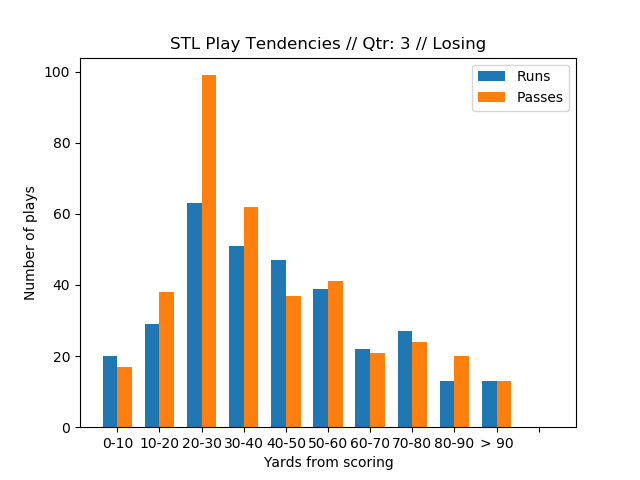 STL Play Tendencies // Qtr: 3 // Losing
Runs
Passes
Number of plays
100
80
60
40
20
0
0-10 10-20 20-30 30-40 40-50 50-60 60-70 70-80 80-90 > 90
Yards from scoring